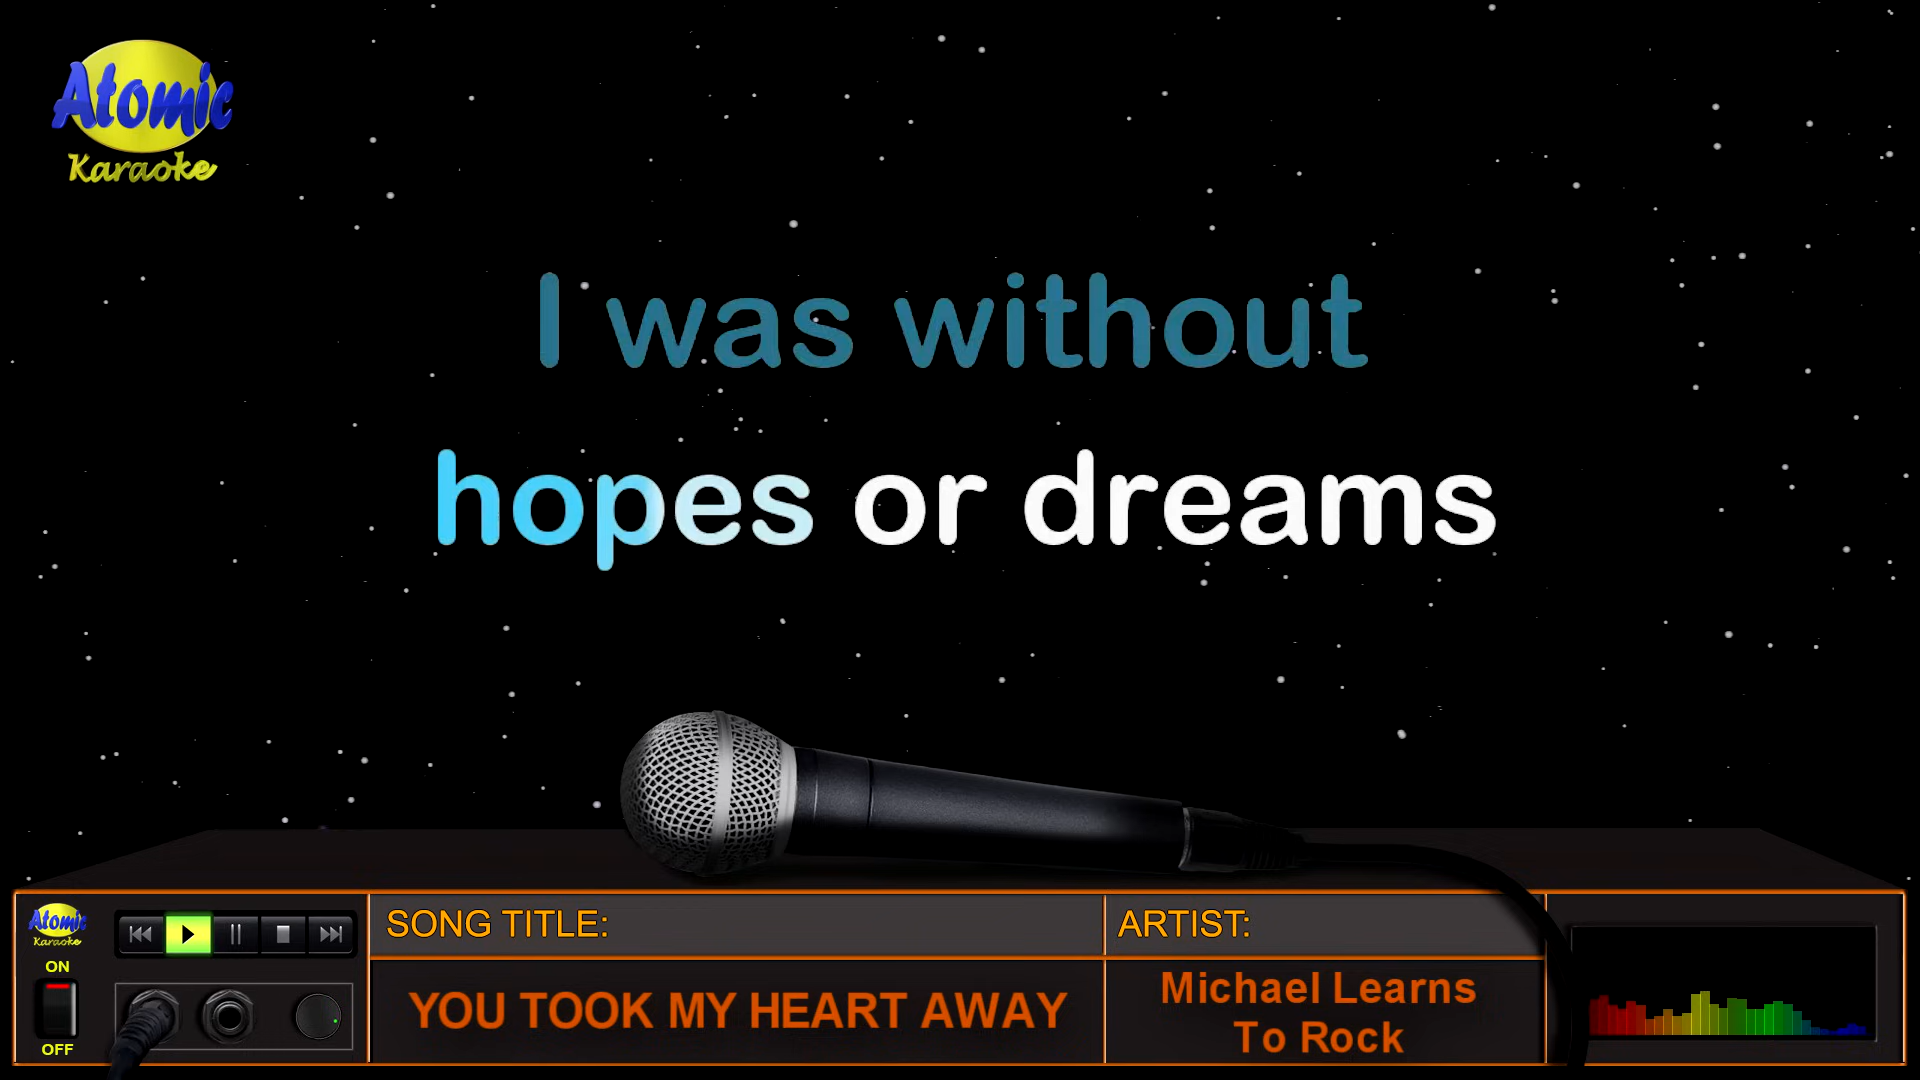 Atomic
Karaoke
I was without
hopes or dreams
Atomic
Karaoke
ON
OFF
SONG TITLE:
YOU TOOK MY HEART AWAY
ARTIST:
Michael Learns
To Rock